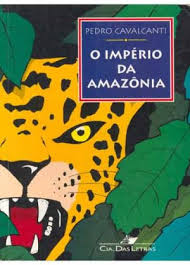 PEDRO CAVALCANTI
O IMPÉRIO
DA
AMAZÔNIA
CIA. DAS LETRAS